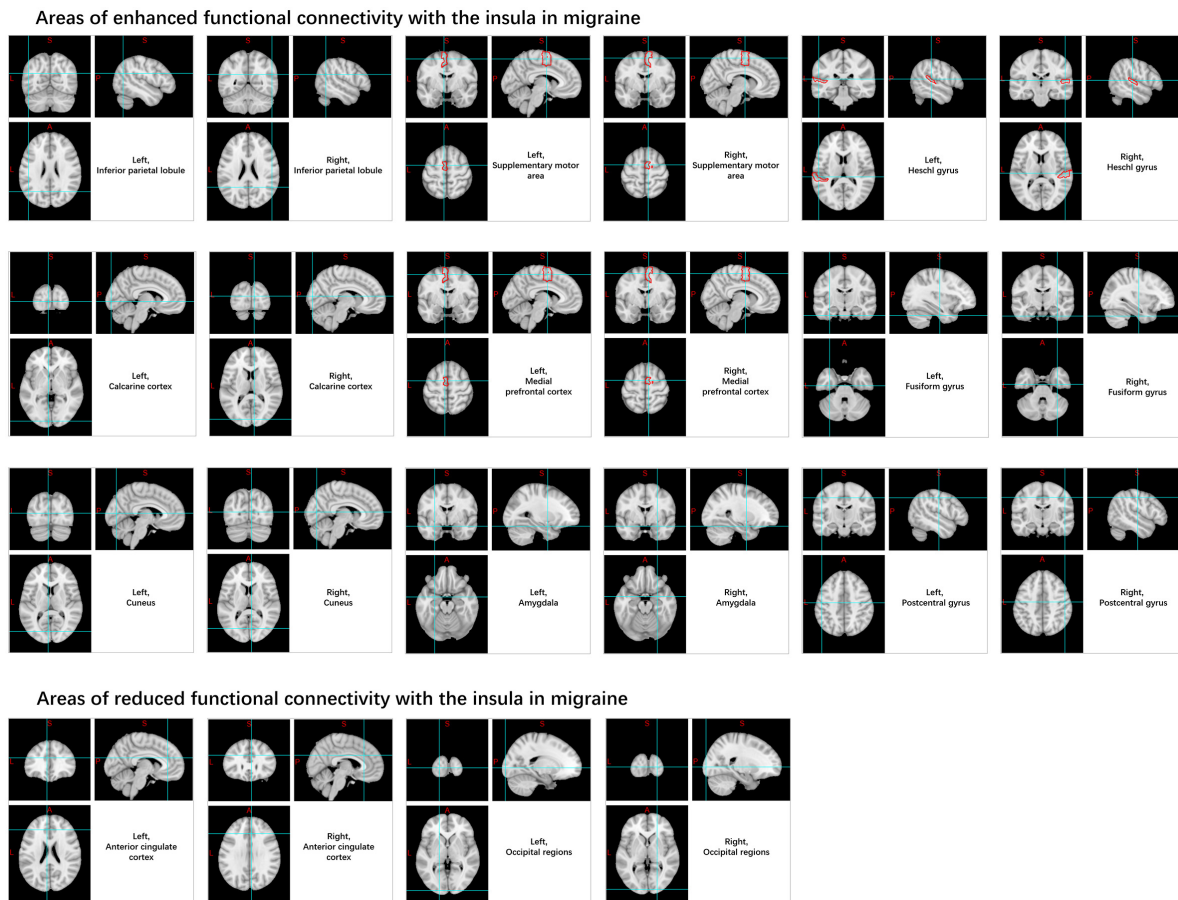 Areas of enhanced functional connectivity with the insula in migraine
S
L
P
A
L
Left,
Inferior parietal lobule
S
A
Right,
Inferior parietal lobule
S
L
P
A
L
Left,
Supplementary motor
area
S
A
Right,
Supplementary motor
area
S
L
P
A
L
Left,
Heschl gyrus
S
A
Right,
Heschl gyrus
S
L
P
A
L
Left,
Calcarine cortex
S
L
P
A
L
Right,
Calcarine cortex
S
L
P
A
L
Left,
Medial
prefrontal cortex
S
L
P
A
L
Right,
Medial
prefrontal cortex
S
L
P
A
L
Left,
Fusiform gyrus
S
L
P
A
L
Right,
Fusiform gyrus
S
L
P
A
L
Left,
Cuneus
S
L
P
A
L
Right,
Cuneus
S
L
P
A
L
Left,
Amygdala
S
L
P
A
L
Right,
Amygdala
S
L
P
A
L
Left,
Postcentral gyrus
S
L
P
A
L
Right,
Postcentral gyrus
Areas of reduced functional connectivity with the insula in migraine
S
L
P
A
L
Left,
Anterior cingulate
cortex
S
L
P
A
L
Right,
Anterior cingulate
cortex
S
L
P
A
L
Left,
Occipital regions
S
L
P
A
L
Right,
Occipital regions